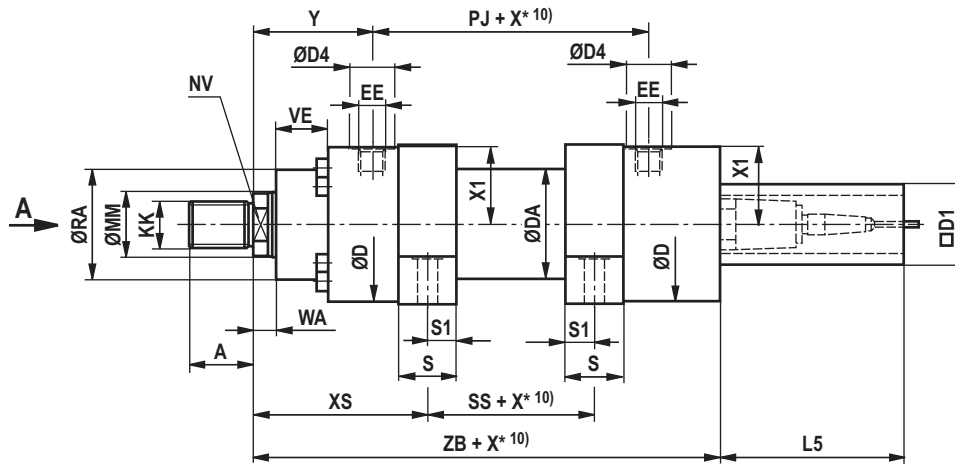 Y
PJ + X* 10)
ØD4
ØD4
NV
EE
EE
VE
X1
X1
A
ØRA
ØMM
KK
ØD
ØDA
ØD
□D1
WA
S1
S1
A
S
S
XS
SS + X* 10)
ZB + X* 10)
L5